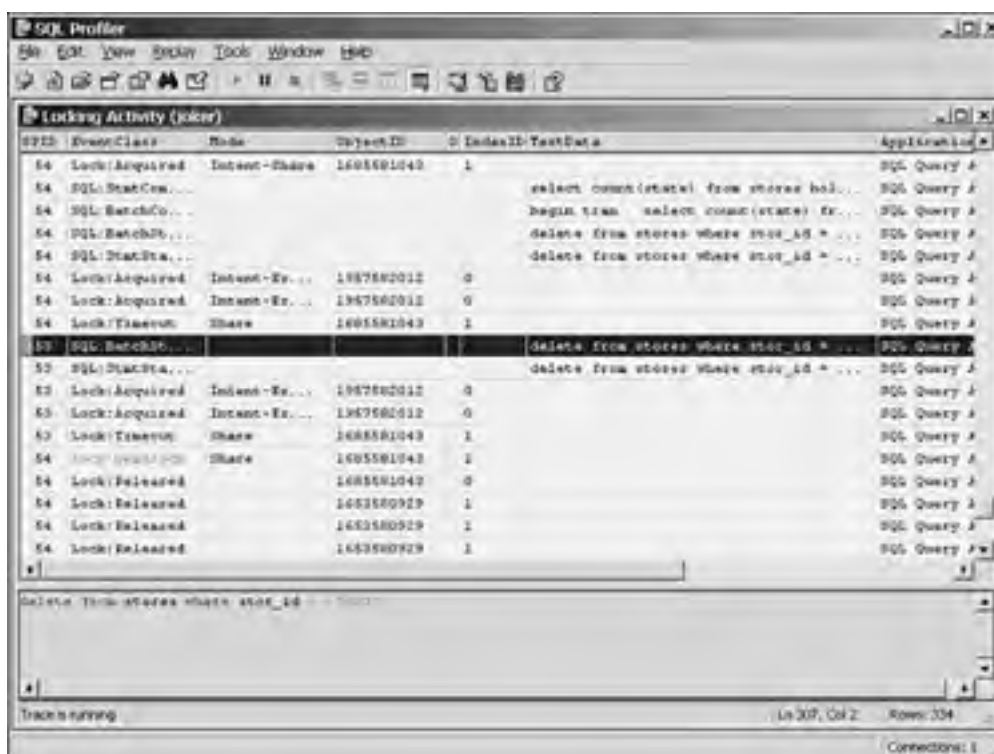 SQL Profiler
File Edit View Replay Tools Window Help
Locking Activity (joker)
SPID EventClass Mode ObjectID IndexID TextData Application
54 Lock:Acquired Intent-Share 1685581043 1 SQL Query A
54 SQL:StmtCom... select count(state) from stores hol... SQL Query A
54 SQL:BatchCo... begin tran select count(state) fr... SQL Query A
54 SQL:BatchSt... delete from stores where stor_id = ... SQL Query A
54 SQL:StmtSta... delete from stores where stor_id = ... SQL Query A
54 Lock:Acquired Intent-Ex... 1957582012 0 SQL Query A
54 Lock:Acquired Intent-Ex... 1957582012 0 SQL Query A
54 Lock:Timeout Share 1685581043 1 SQL Query A
53 SQL:BatchSt... delete from stores where stor_id = ... SQL Query A
53 SQL:StmtSta... delete from stores where stor_id = ... SQL Query A
53 Lock:Acquired Intent-Ex... 1957582012 0 SQL Query A
53 Lock:Acquired Intent-Ex... 1957582012 0 SQL Query A
53 Lock:Timeout Share 1685581043 1 SQL Query A
54 Share 1685581043 1 SQL Query A
54 Lock:Released 1685581043 0 SQL Query A
54 Lock:Released 1653580929 1 SQL Query A
54 Lock:Released 1653580929 1 SQL Query A
54 Lock:Released 1653580929 1 SQL Query A
delete from stores where stor_id =
Trace is running Ln 307, Col 2 Rows: 334
Connections: 1